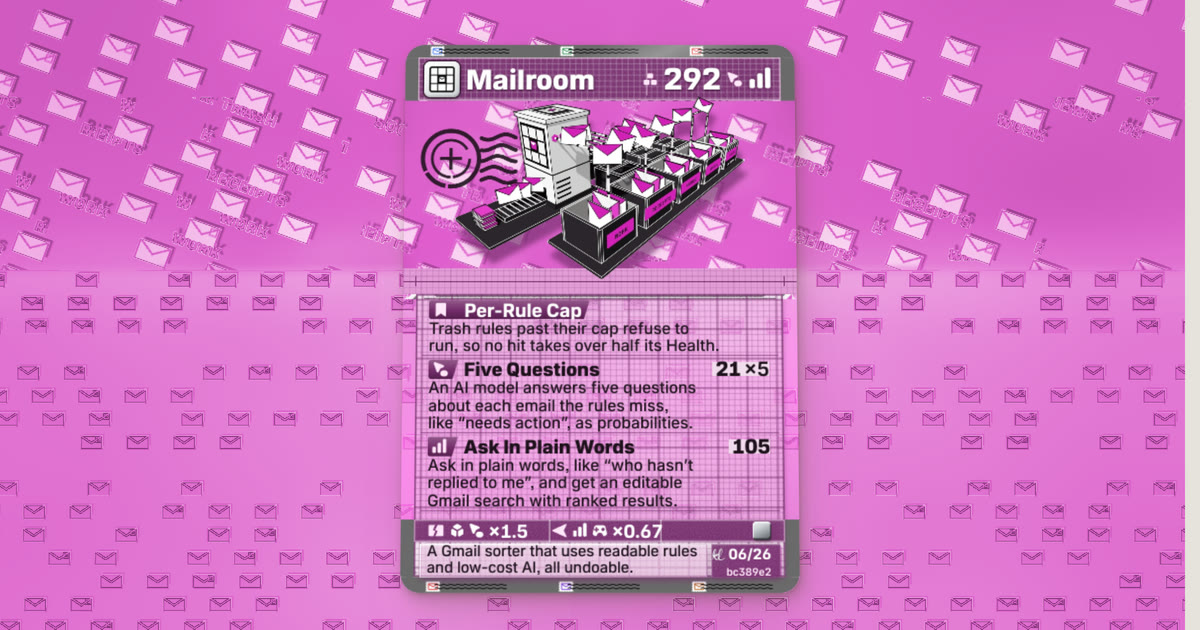 Mailroom 292
Per-Rule Cap
Trash rules past their cap refuse to
run, so no hit takes over half its Health.
Five Questions 21 ×5
An AI model answers five questions
about each email the rules miss,
like “needs action”, as probabilities.
Ask In Plain Words 105
Ask in plain words, like “who hasn’t
replied to me”, and get an editable
Gmail search with ranked results.
×1.5 ×0.67
A Gmail sorter that uses readable rules
and low-cost AI, all undoable.
06/26
bc389e2